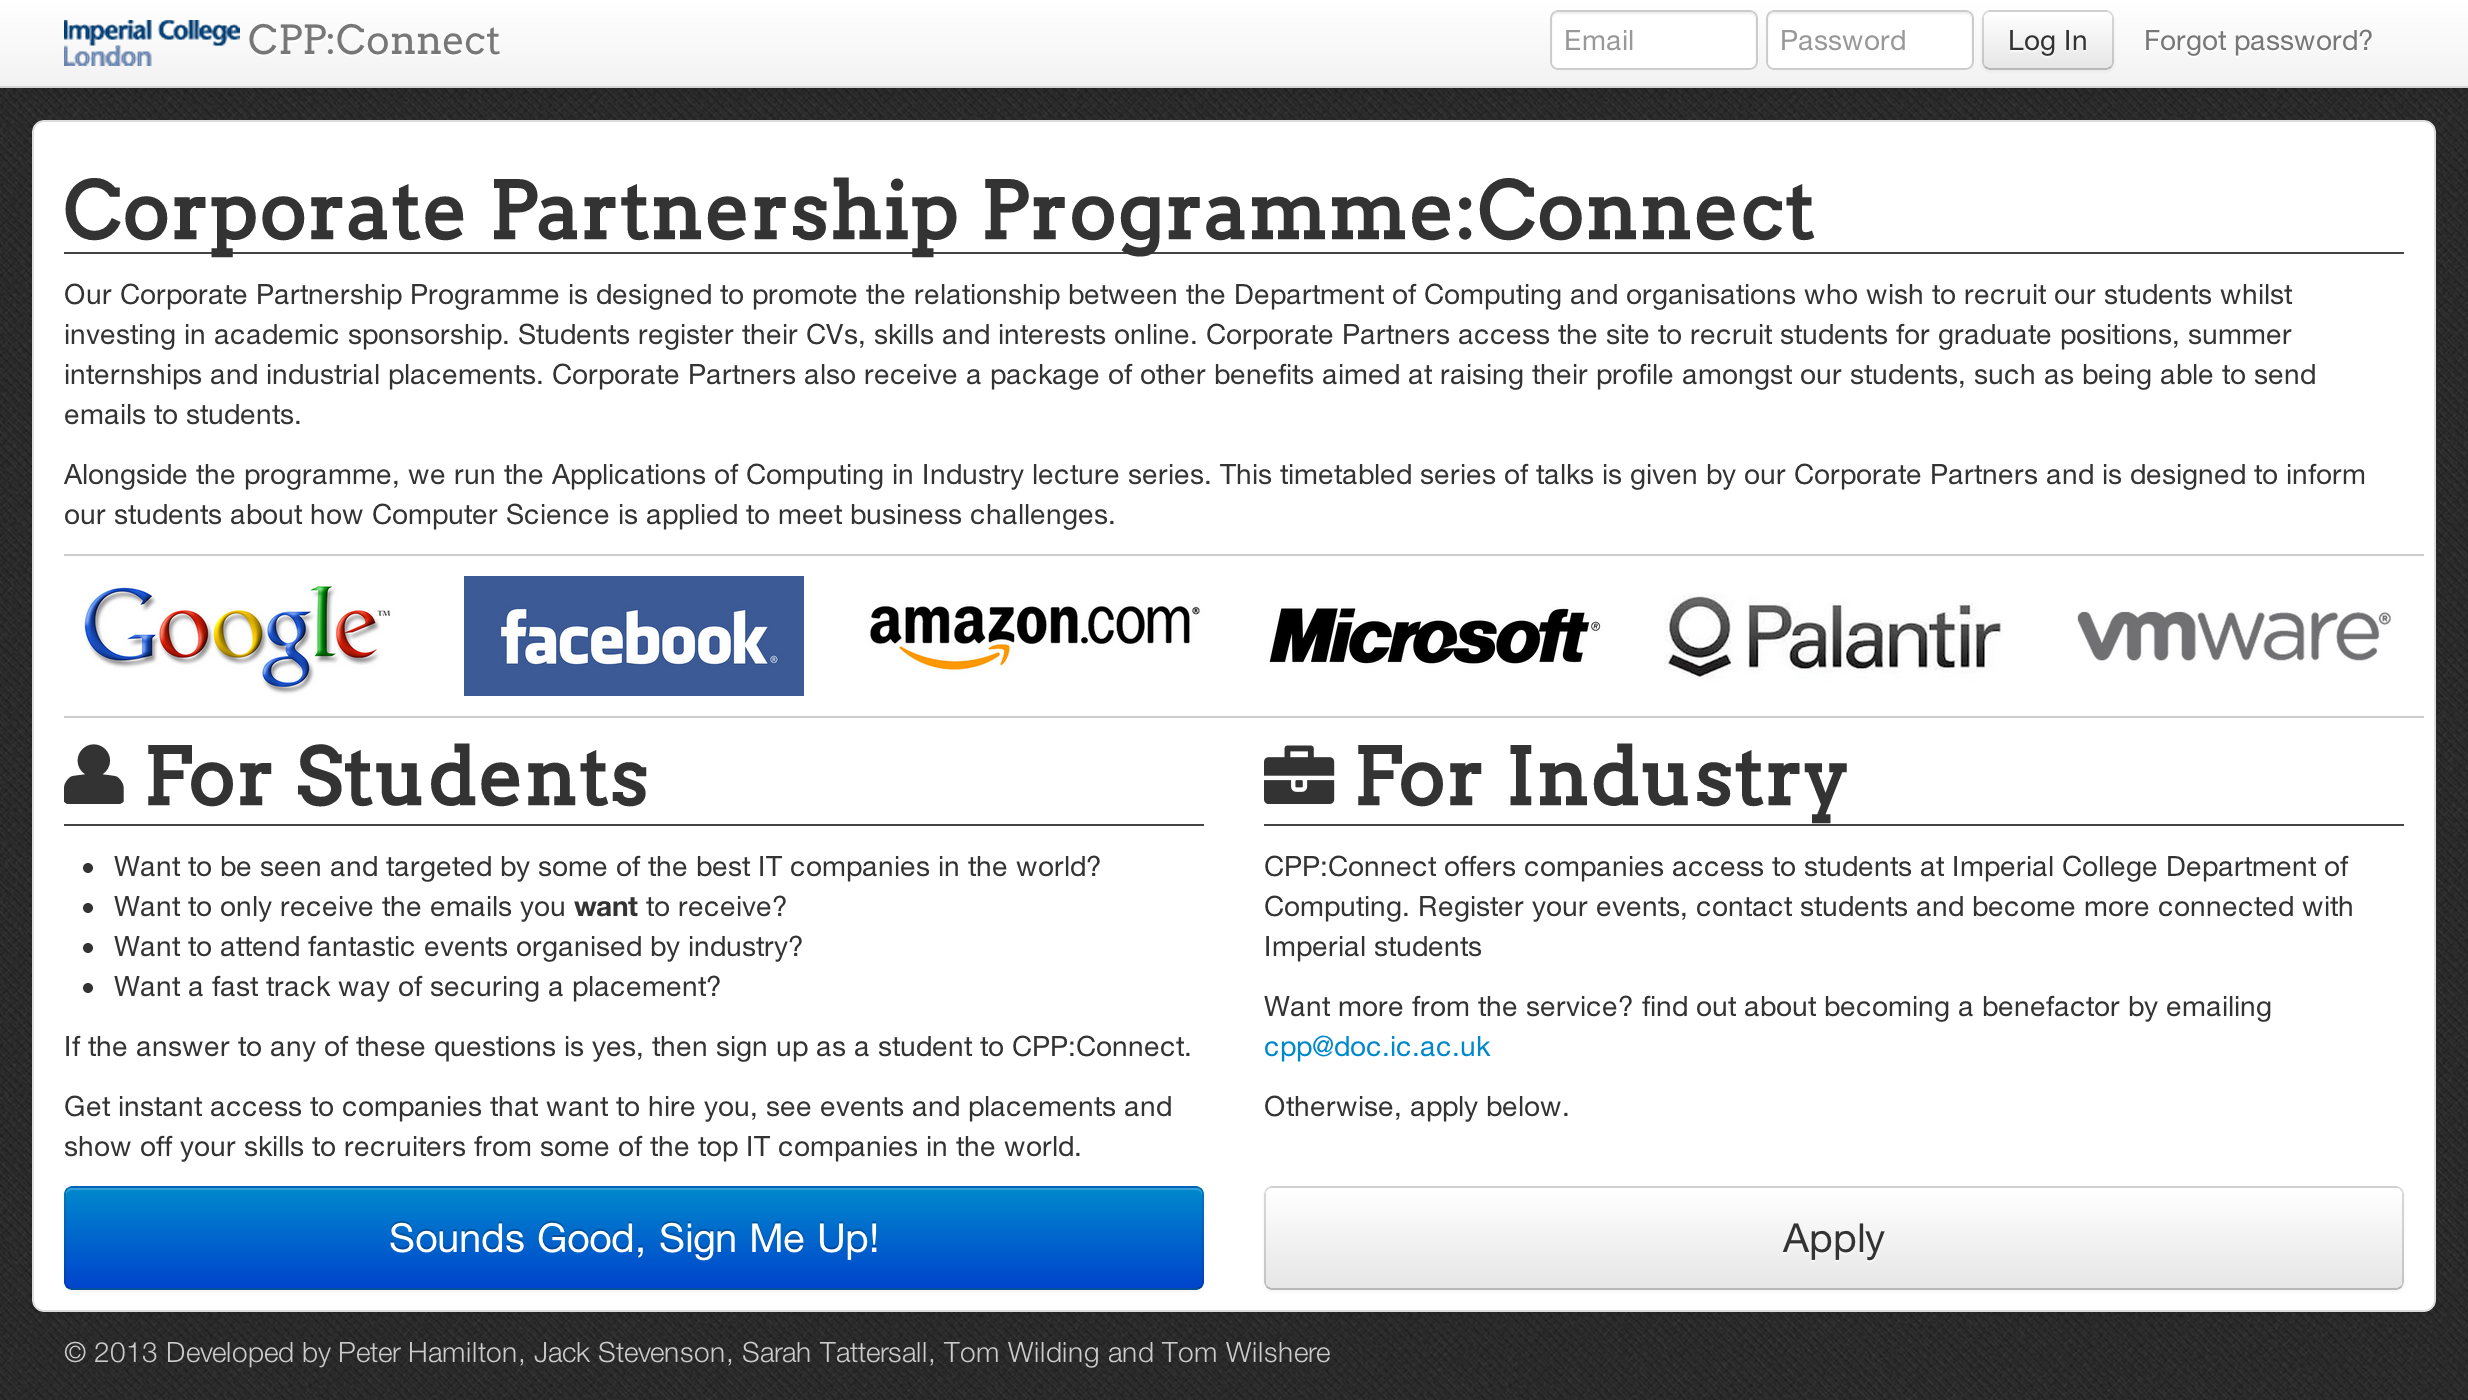 Imperial College
London
CPP:Connect
Email
Password
Log In
Forgot password?
Corporate Partnership Programme:Connect
Our Corporate Partnership Programme is designed to promote the relationship between the Department of Computing and organisations who wish to recruit our students whilst
investing in academic sponsorship. Students register their CVs, skills and interests online. Corporate Partners access the site to recruit students for graduate positions, summer
internships and industrial placements. Corporate Partners also receive a package of other benefits aimed at raising their profile amongst our students, such as being able to send
emails to students.
Alongside the programme, we run the Applications of Computing in Industry lecture series. This timetabled series of talks is given by our Corporate Partners and is designed to inform
our students about how Computer Science is applied to meet business challenges.
Google™
facebook®
amazon.com®
Microsoft®
Palantir
vmware®
For Students
Want to be seen and targeted by some of the best IT companies in the world?
Want to only receive the emails you want to receive?
Want to attend fantastic events organised by industry?
Want a fast track way of securing a placement?
If the answer to any of these questions is yes, then sign up as a student to CPP:Connect.
Get instant access to companies that want to hire you, see events and placements and
show off your skills to recruiters from some of the top IT companies in the world.
Sounds Good, Sign Me Up!
For Industry
CPP:Connect offers companies access to students at Imperial College Department of
Computing. Register your events, contact students and become more connected with
Imperial students
Want more from the service? find out about becoming a benefactor by emailing
cpp@doc.ic.ac.uk
Otherwise, apply below.
Apply
© 2013 Developed by Peter Hamilton, Jack Stevenson, Sarah Tattersall, Tom Wilding and Tom Wilshere